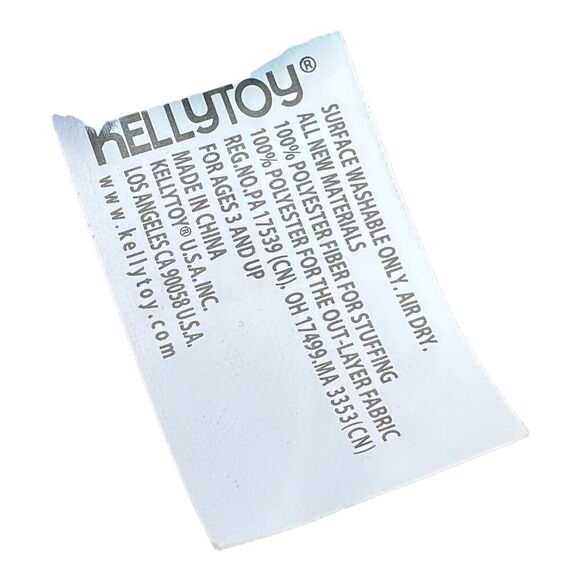 KELLYTOY®
SURFACE WASHABLE ONLY. AIR DRY.
ALL NEW MATERIALS
100% POLYESTER FIBER FOR STUFFING
100% POLYESTER FOR THE OUT-LAYER FABRIC
REG.NO.PA 17539 (CN). OH 17499.MA 3353(CN)
FOR AGES 3 AND UP
MADE IN CHINA
KELLYTOY® U.S.A. INC.
LOS ANGELES CA 90058 U.S.A.
www.kellytoy.com